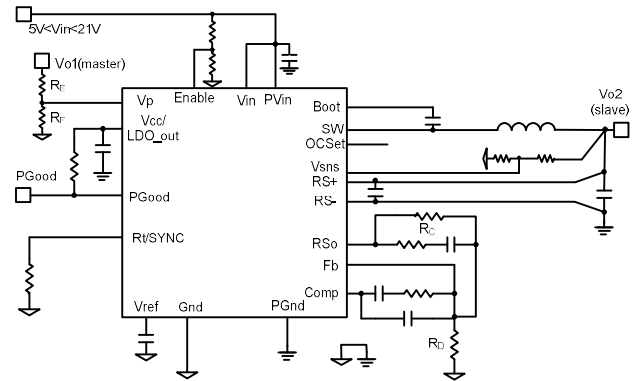 5V<Vin<21V
Vo1(master)
RE
RF
Vp
Enable
Vin
PVin
Boot
Vo2
(slave)
Vcc/
LDO_out
SW
OCSet
Vsns
PGood
PGood
RS+
RS-
Rt/SYNC
RSo
RC
Fb
Comp
Vref
Gnd
PGnd
RD